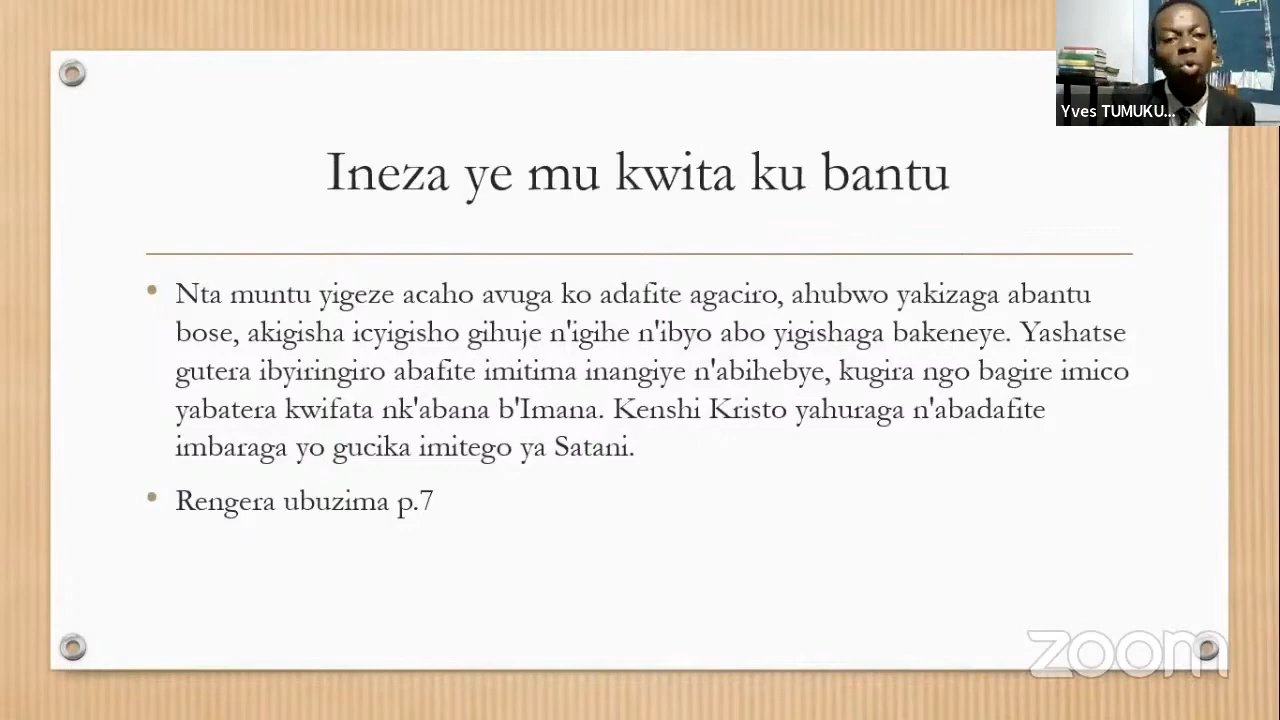 Yves TUMUKU...
Ineza ye mu kwita ku bantu
• Nta muntu yigeze acaho avuga ko adafite agaciro, ahubwo yakizaga abantu
bose, akigisha icyigisho gihuje n'igihe n'ibyo abo yigishaga bakeneye. Yashatse
gutera ibyiringiro abafite imitima inangiye n'abihebye, kugira ngo bagire imico
yabatera kwifata nk'abana b'Imana. Kenshi Kristo yahuraga n'abadafite
imbaraga yo gucika imitego ya Satani.
• Rengera ubuzima p.7
zoom